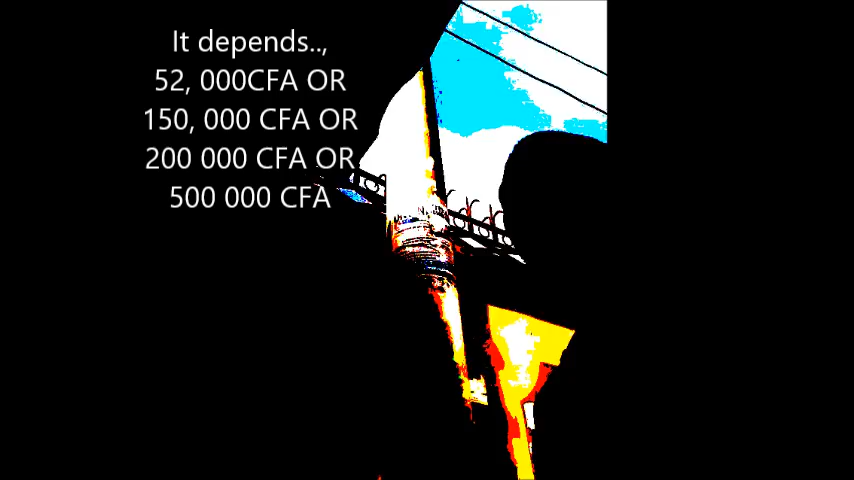 It depends..,
52, 000CFA OR
150, 000 CFA OR
200 000 CFA OR
500 000 CFA